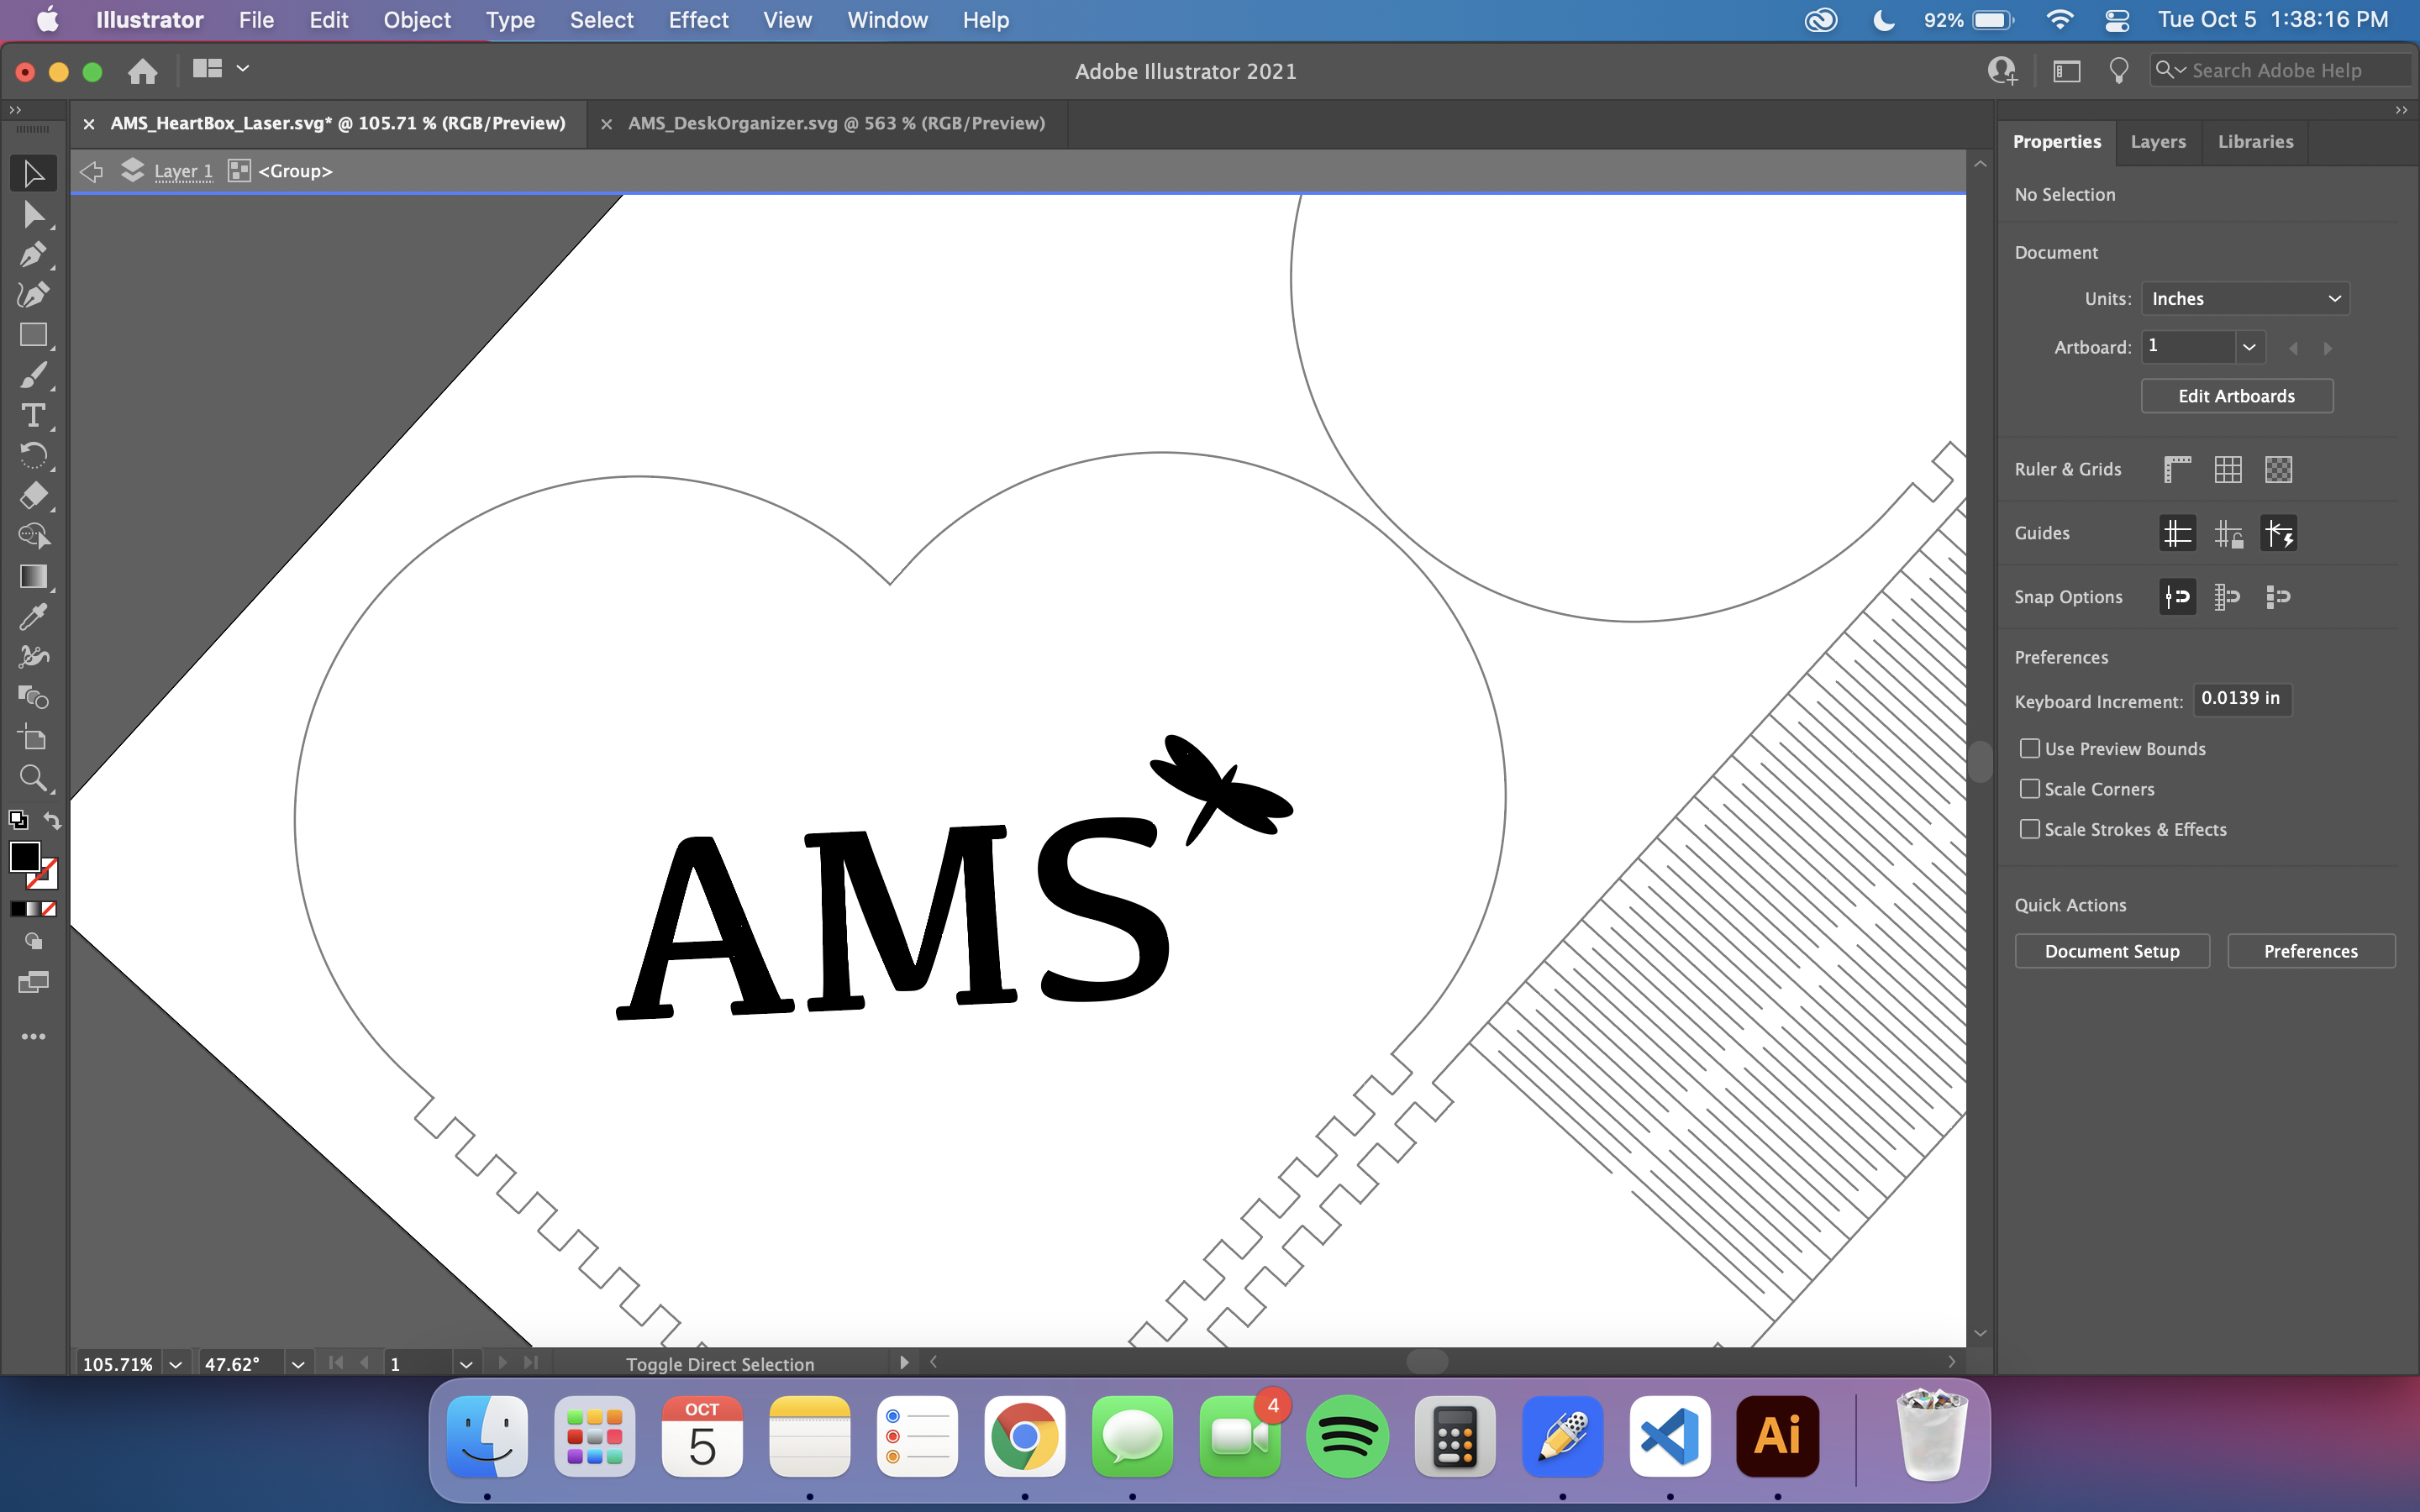 Illustrator File Edit Object Type Select Effect View Window Help 92% Tue Oct 5 1:38:16 PM
Adobe Illustrator 2021 Search Adobe Help
AMS_HeartBox_Laser.svg* @ 105.71 % (RGB/Preview) AMS_DeskOrganizer.svg @ 563 % (RGB/Preview)
Layer 1 <Group>
Properties Layers Libraries
No Selection
Document
Units: Inches
Artboard: 1
Edit Artboards
Ruler & Grids
Guides
Snap Options
Preferences
Keyboard Increment: 0.0139 in
Use Preview Bounds
Scale Corners
Scale Strokes & Effects
Quick Actions
Document Setup Preferences
AMS
105.71% 47.62° 1 Toggle Direct Selection
OCT
5
4
Ai